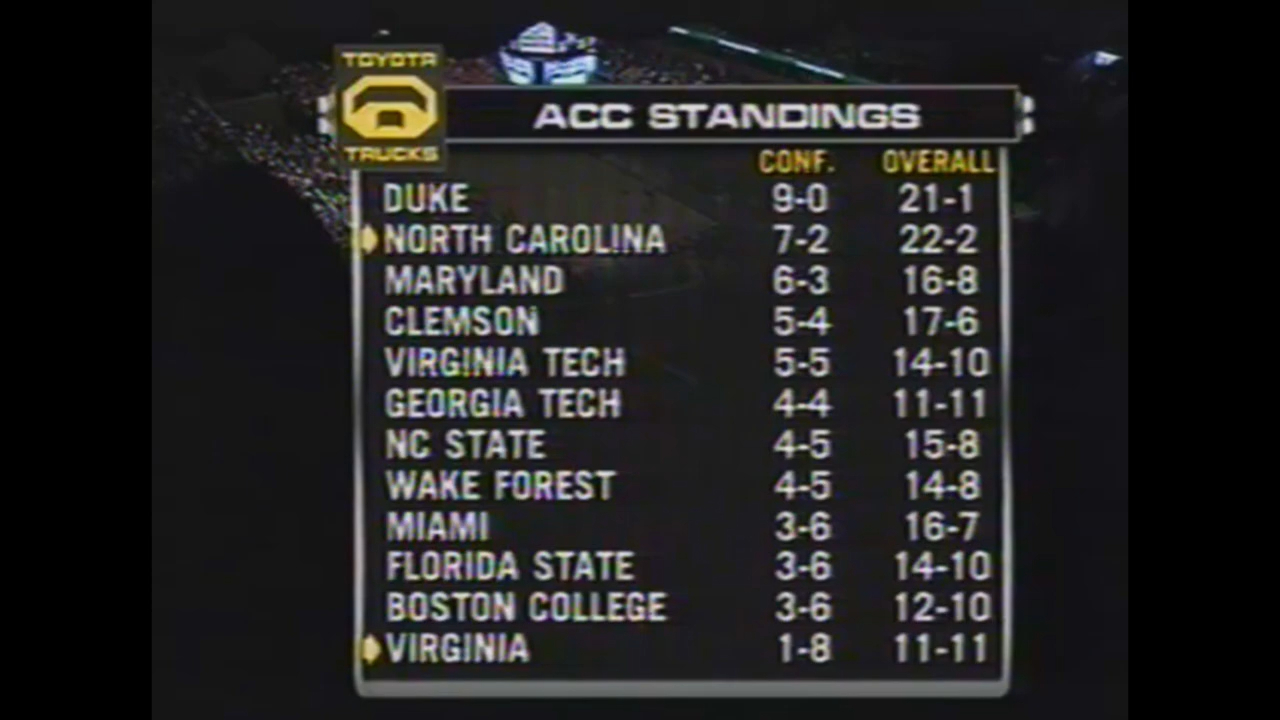 TOYOTA
TRUCKS
ACC STANDINGS
CONF. OVERALL
DUKE 9-0 21-1
NORTH CAROLINA 7-2 22-2
MARYLAND 6-3 16-8
CLEMSON 5-4 17-6
VIRGINIA TECH 5-5 14-10
GEORGIA TECH 4-4 11-11
NC STATE 4-5 15-8
WAKE FOREST 4-5 14-8
MIAMI 3-6 16-7
FLORIDA STATE 3-6 14-10
BOSTON COLLEGE 3-6 12-10
VIRGINIA 1-8 11-11